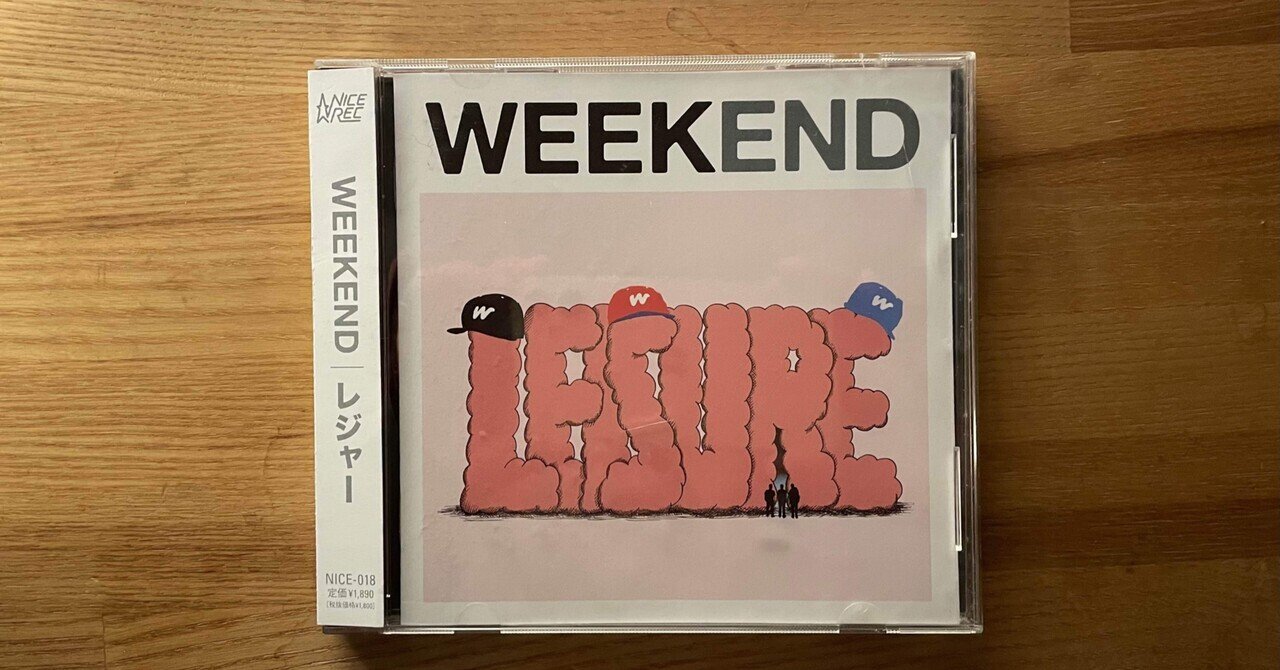 NICE
REC
WEEKEND | レジャー
NICE-018
定価¥1,890
[税抜価格¥1,800]
WEEKEND
W
W
W
LEISURE